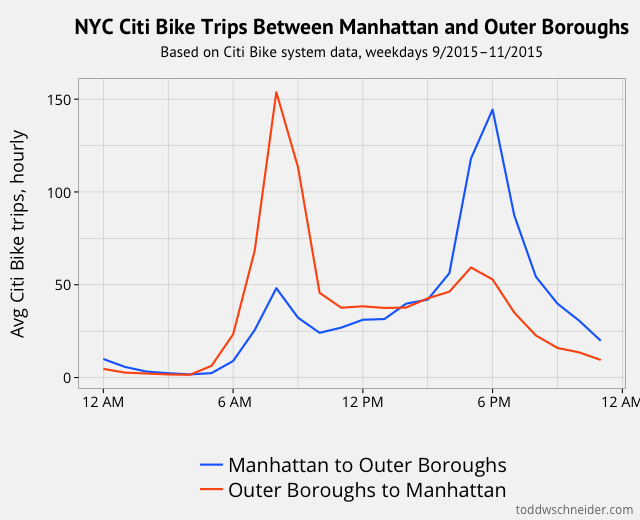 NYC Citi Bike Trips Between Manhattan and Outer Boroughs
Based on Citi Bike system data, weekdays 9/2015–11/2015
Avg Citi Bike trips, hourly
150
100
50
0
12 AM 6 AM 12 PM 6 PM 12 AM
Manhattan to Outer Boroughs
Outer Boroughs to Manhattan
toddwschneider.com